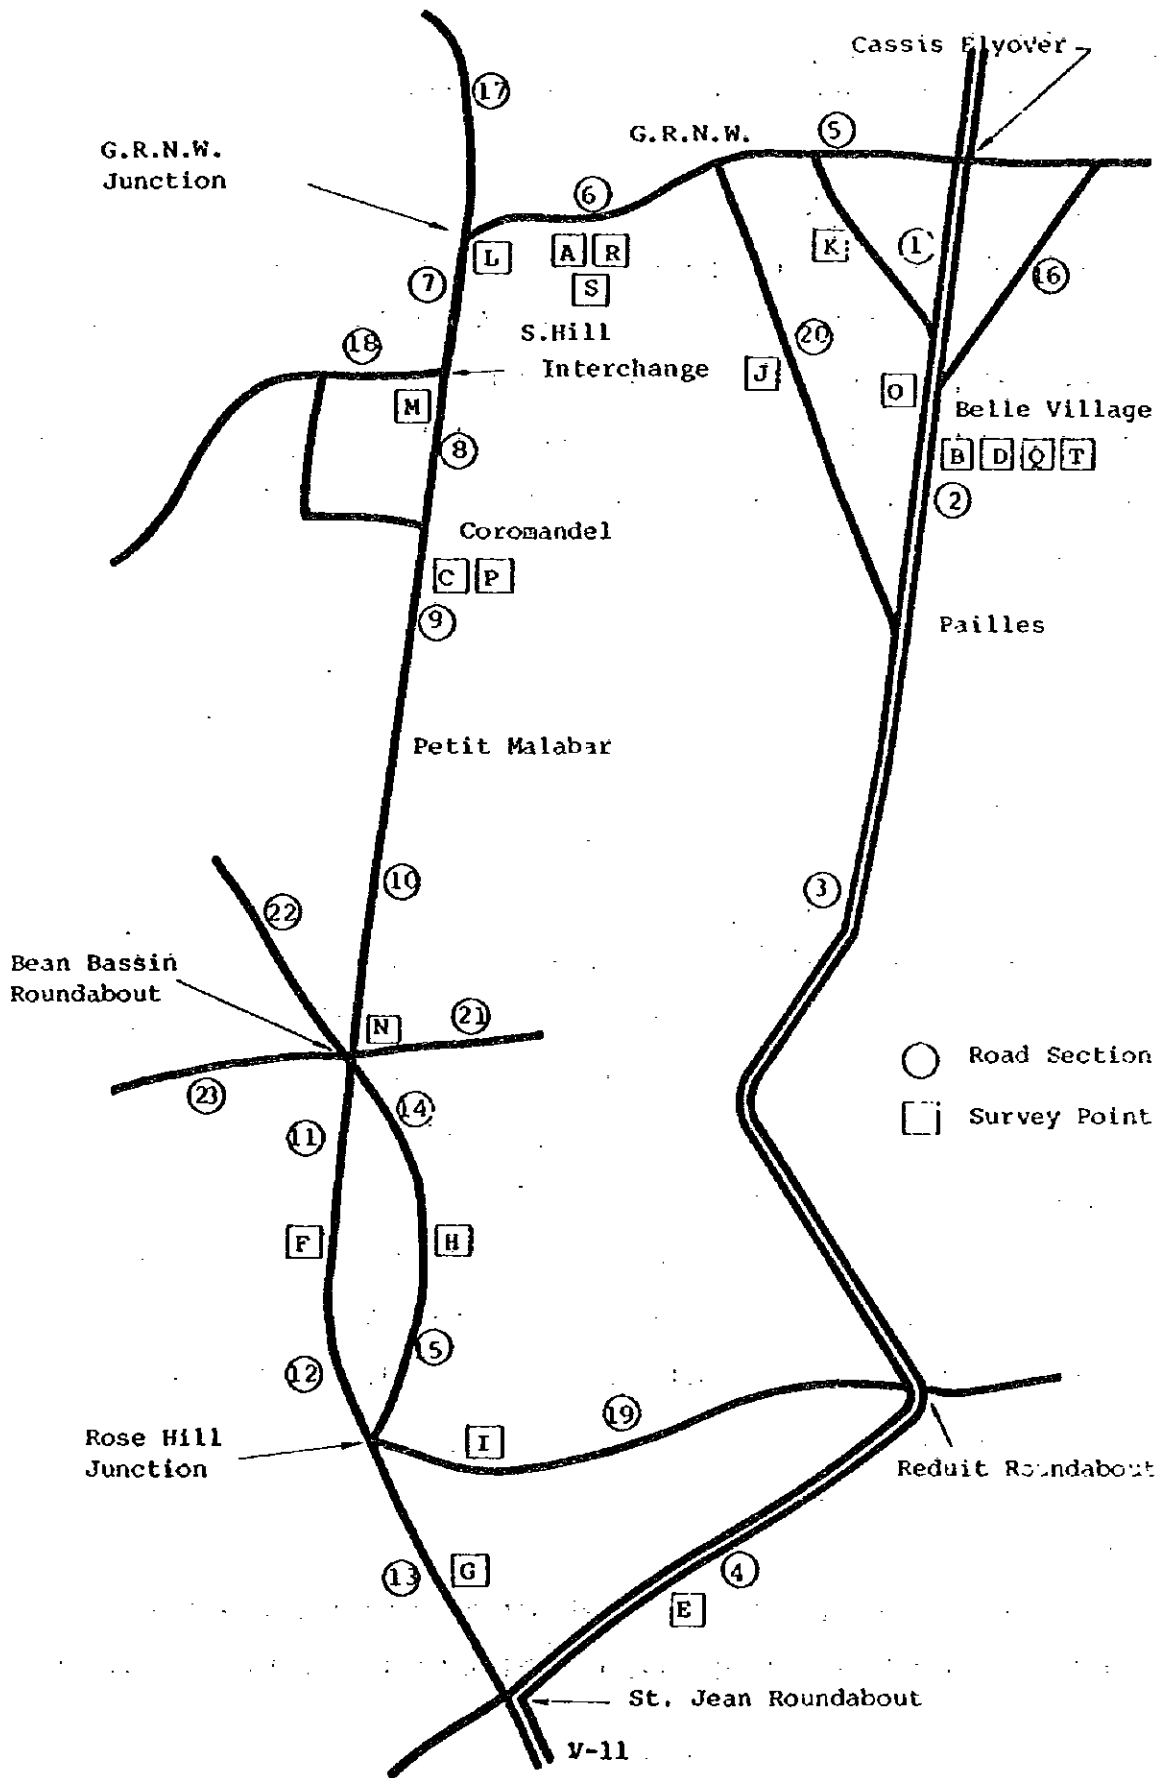 Cassis Flyover
17
G.R.N.W.
5
G.R.N.W.
Junction
6
L
A R
K
1
16
7
S
S.Hill
18
20
Interchange
J
O
M
Belle Village
8
B D Q T
2
Coromandel
C P
9
Pailles
Petit Malabar
10
3
22
Bean Bassin
Roundabout
N
21
Road Section
23
14
Survey Point
11
F
H
12
5
19
Rose Hill
Junction
I
Reduit Roundabout
13
G
4
E
St. Jean Roundabout
V-11